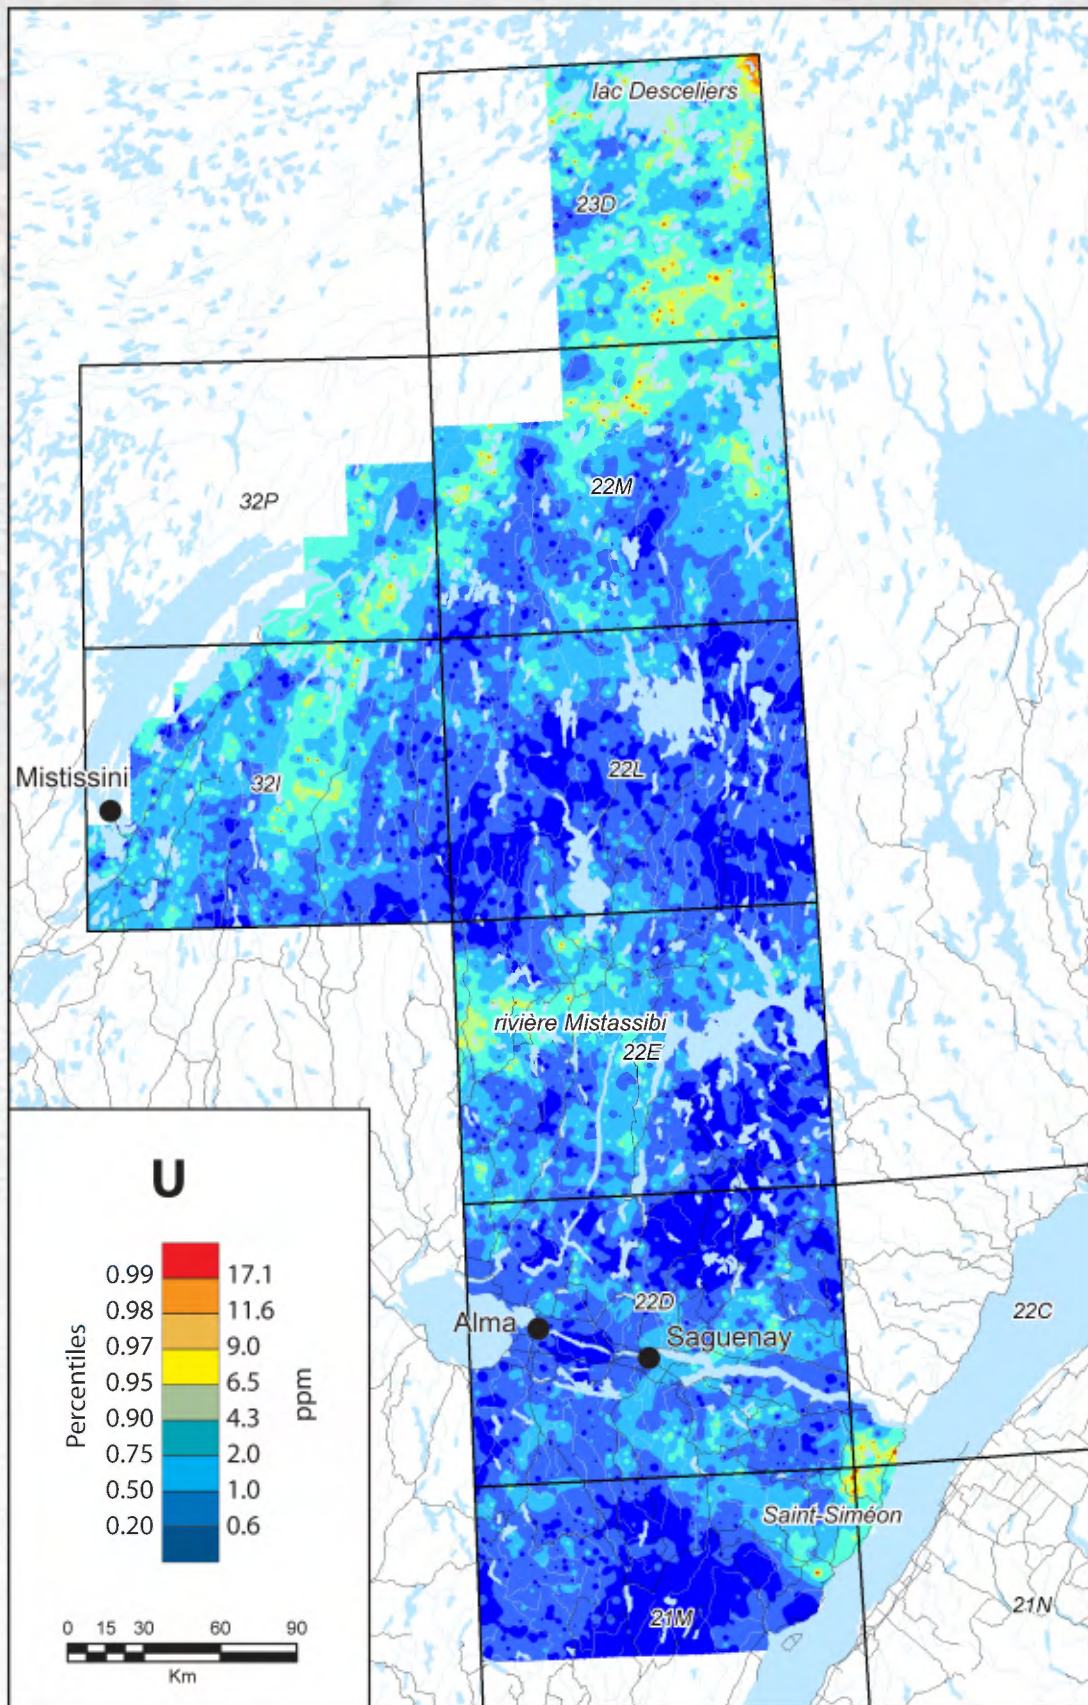 lac Desceliers
23D
32P
22M
Mistissini
32I
22L
rivière Mistassibi
22E
U
Percentiles
ppm
0.99 17.1
0.98 11.6
0.97 9.0
0.95 6.5
0.90 4.3
0.75 2.0
0.50 1.0
0.20 0.6
0 15 30 60 90
Km
22D
Alma
Saguenay
22C
Saint-Siméon
21M
21N